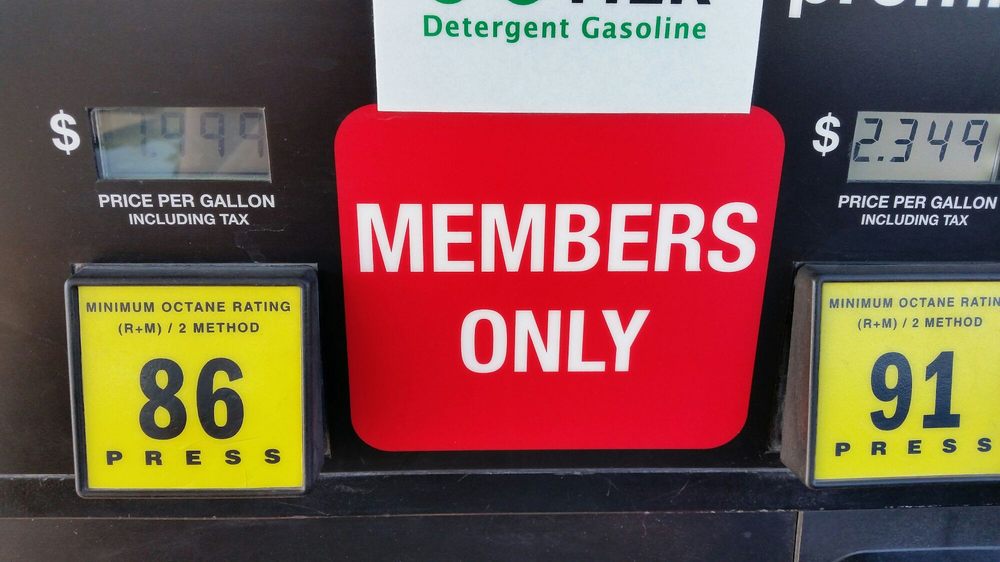 Detergent Gasoline
$ 1.999
PRICE PER GALLON
INCLUDING TAX
MINIMUM OCTANE RATING
(R+M) / 2 METHOD
86
PRESS
MEMBERS
ONLY
$ 2.349
PRICE PER GALLON
INCLUDING TAX
MINIMUM OCTANE RATIN
(R+M) / 2 METHOD
91
PRESS